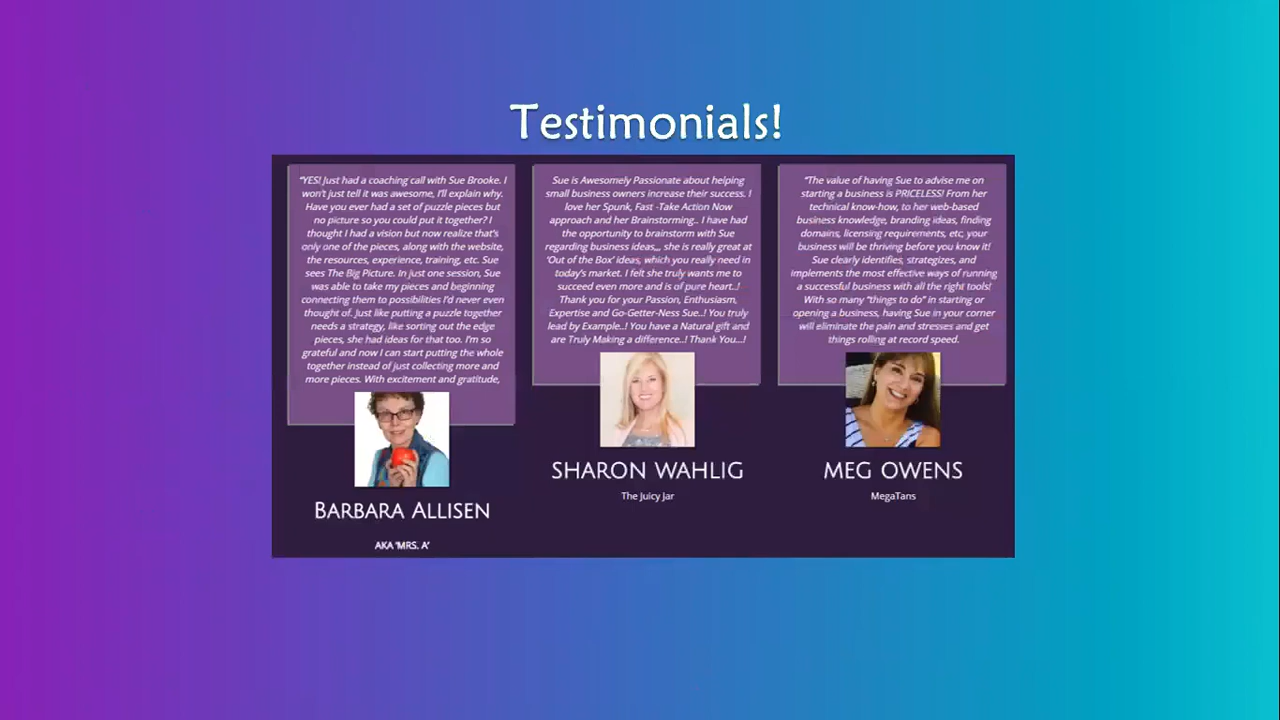 Testimonials!
"YES! Just had a coaching call with Sue Brooke. I
won't just tell it was awesome, I'll explain why.
Have you ever had a set of puzzle pieces but
no picture so you could put it together? I
thought I had a vision but now realize that's
only one of the pieces, along with the website,
the resources, experience, training, etc. Sue
sees The Big Picture. In just one session, Sue
was able to take my pieces and beginning
connecting them to possibilities I'd never even
thought of. Just like putting a puzzle together
needs a strategy, like sorting out the edge
pieces, she had ideas for that too. I'm so
grateful and now I can start putting the whole
together instead of just collecting more and
more pieces. With excitement and gratitude,
BARBARA ALLISEN
AKA 'MRS. A'
Sue is Awesomely Passionate about helping
small business owners increase their success. I
love her Spunk, Fast -Take Action Now
approach and her Brainstorming.. I have had
the opportunity to brainstorm with Sue
regarding business ideas,,, she is really great at
'Out of the Box' ideas, which you really need in
today's market. I felt she truly wants me to
succeed even more and is of pure heart..!
Thank you for your Passion, Enthusiasm,
Expertise and Go-Getter-Ness Sue..! You truly
lead by Example..! You have a Natural gift and
are Truly Making a difference..! Thank You...!
SHARON WAHLIG
The Juicy Jar
"The value of having Sue to advise me on
starting a business is PRICELESS! From her
technical know-how, to her web-based
business knowledge, branding ideas, finding
domains, licensing requirements, etc, your
business will be thriving before you know it!
Sue clearly identifies, strategizes, and
implements the most effective ways of running
a successful business with all the right tools!
With so many "things to do" in starting or
opening a business, having Sue in your corner
will eliminate the pain and stresses and get
things rolling at record speed.
MEG OWENS
MegaTans